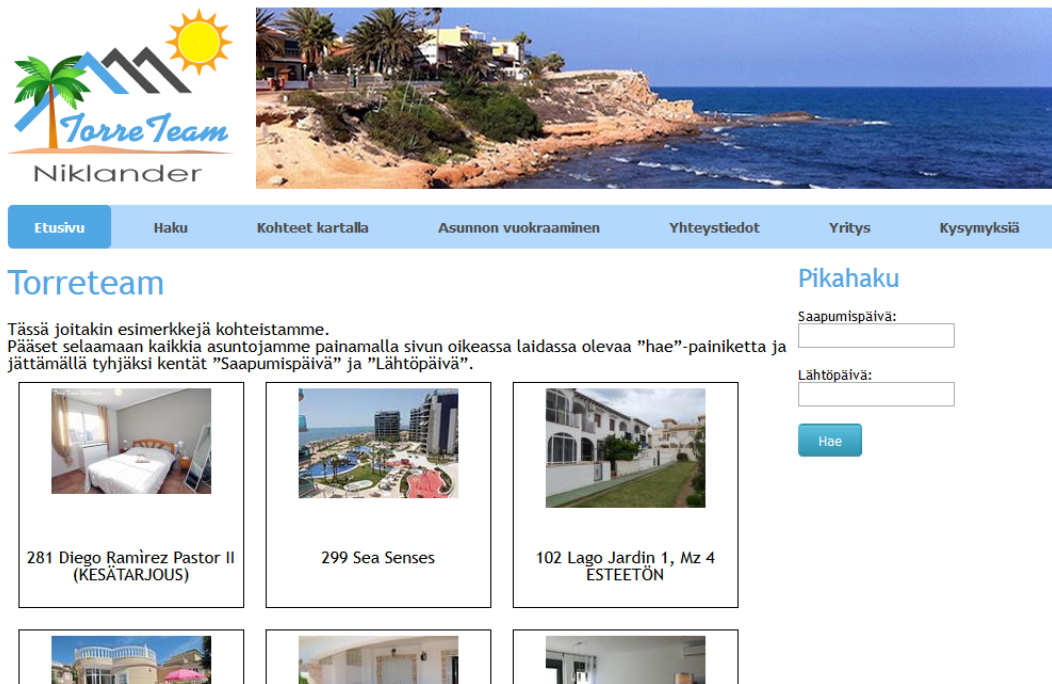 Torre Team
Niklander
Etusivu
Haku
Kohteet kartalla
Asunnon vuokraaminen
Yhteystiedot
Yritys
Kysymyksiä
Torreteam
Tässä joitakin esimerkkejä kohteistamme.
Pääset selaamaan kaikkia asuntojamme painamalla sivun oikeassa laidassa olevaa ”hae”-painiketta ja
jättämällä tyhjäksi kentät ”Saapumispäivä” ja ”Lähtöpäivä”.
281 Diego Ramìrez Pastor II
(KESÄTARJOUS)
299 Sea Senses
102 Lago Jardin 1, Mz 4
ESTEETÖN
Pikahaku
Saapumispäivä:
Lähtöpäivä:
Hae